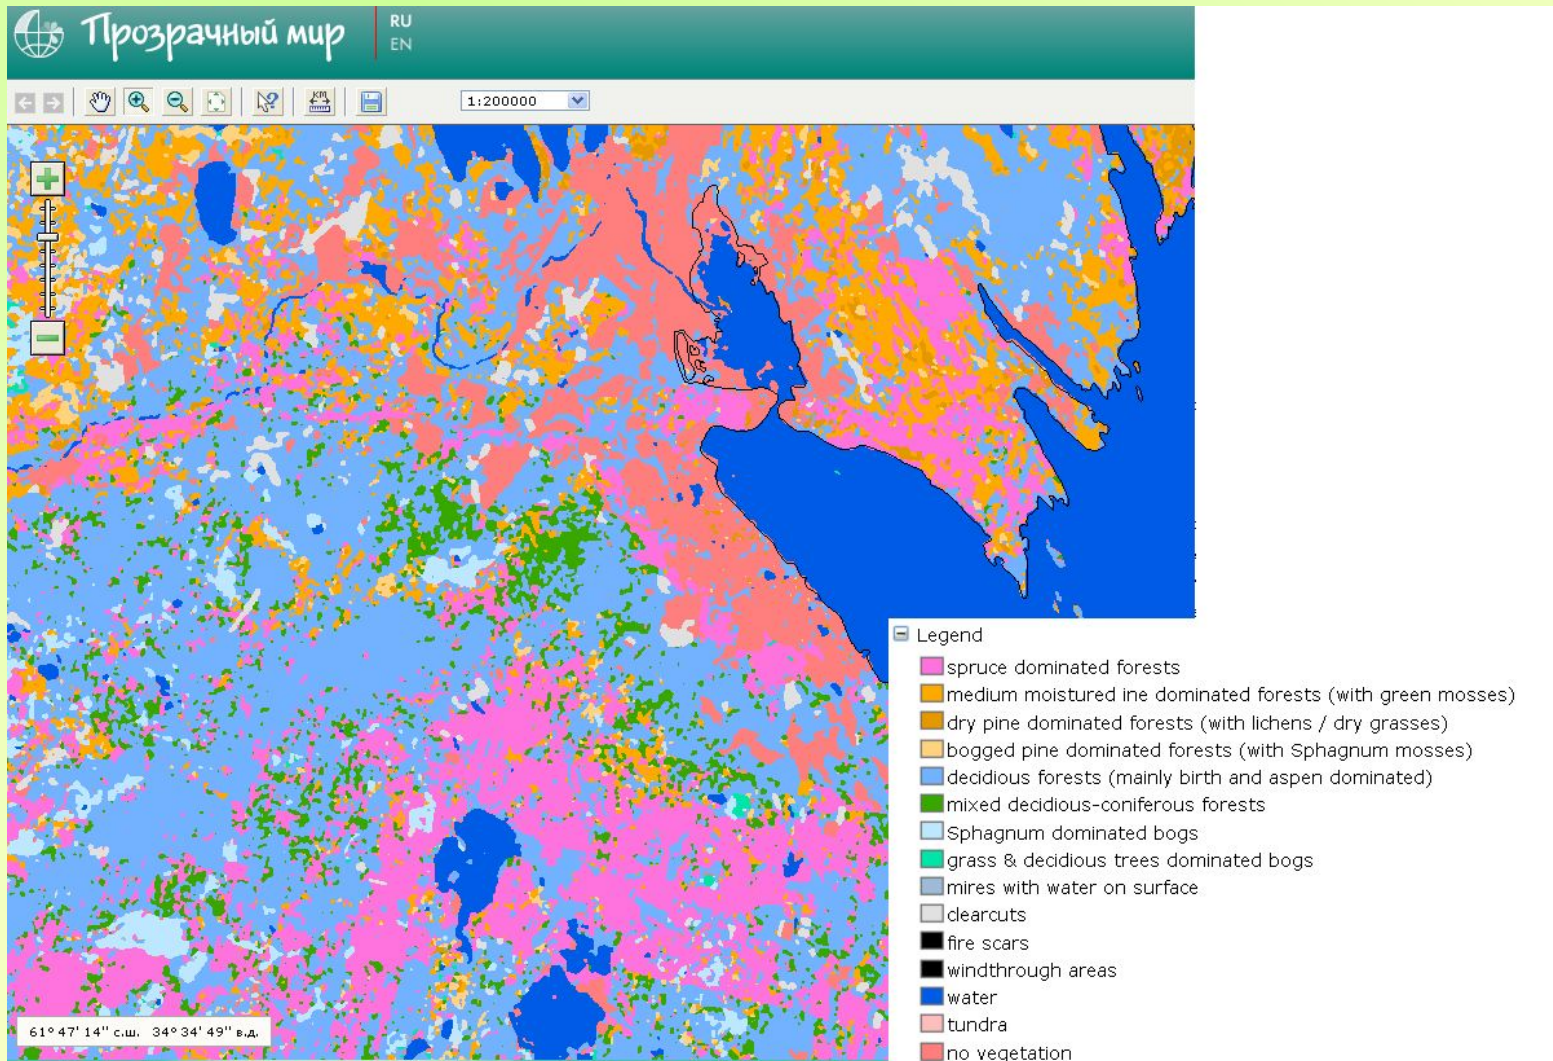 Прозрачный мир
RU
EN
KM
1:200000
Legend
spruce dominated forests
medium moistured ine dominated forests (with green mosses)
dry pine dominated forests (with lichens / dry grasses)
bogged pine dominated forests (with Sphagnum mosses)
decidious forests (mainly birth and aspen dominated)
mixed decidious-coniferous forests
Sphagnum dominated bogs
grass & decidious trees dominated bogs
mires with water on surface
clearcuts
fire scars
windthrough areas
water
tundra
no vegetation
61° 47' 14'' с.ш. 34° 34' 49'' в.д.